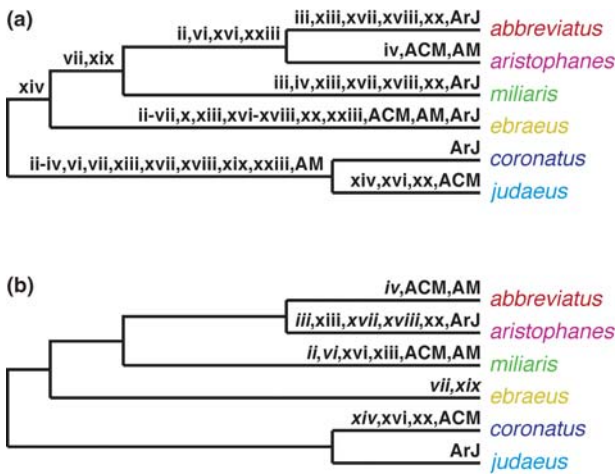 (a)
iii,xiii,xvii,xviii,xx,ArJ
abbreviatus
ii,vi,xvi,xxiii
iv,ACM,AM
aristophanes
vii,xix
iii,iv,xiii,xvii,xviii,xx,ArJ
miliaris
xiv
ii-vii,x,xiii,xvi-xviii,xx,xxiii,ACM,AM,ArJ
ebraeus
ArJ
coronatus
ii-iv,vi,vii,xiii,xvii,xviii,xix,xxiii,AM
xiv,xvi,xx,ACM
judaeus
(b)
iv,ACM,AM
abbreviatus
iii,xiii,xvii,xviii,xx,ArJ
aristophanes
ii,vi,xvi,xiii,ACM,AM
miliaris
vii,xix
ebraeus
xiv,xvi,xx,ACM
coronatus
ArJ
judaeus